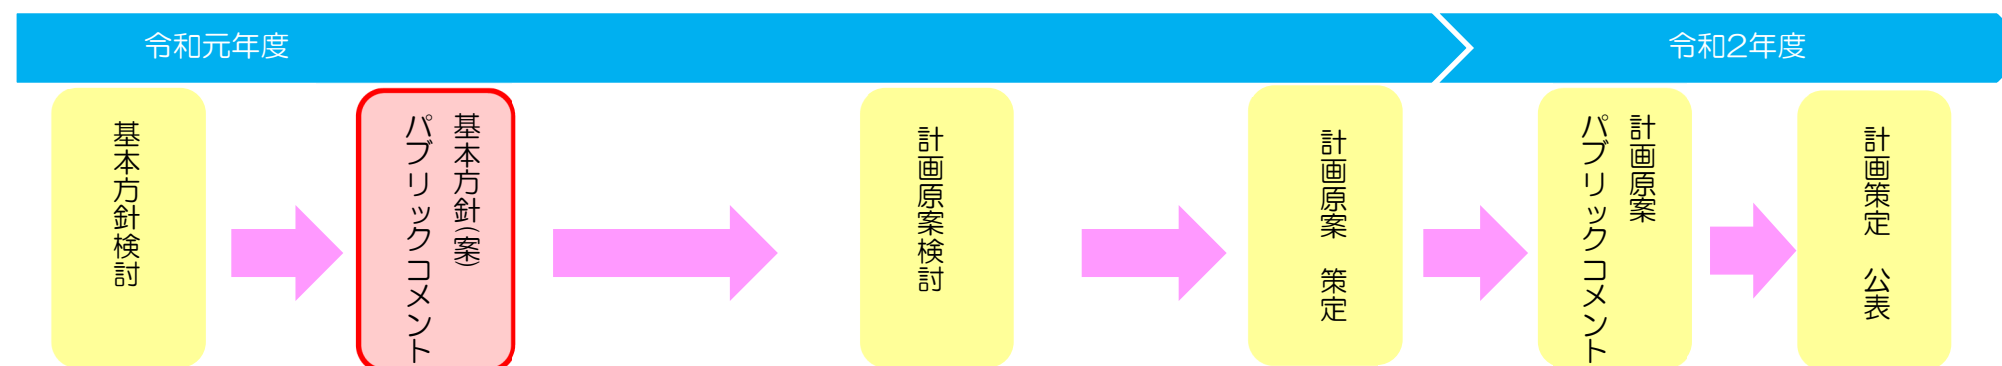 令和元年度
令和2年度
基本方針検討
基本方針(案)
パブリックコメント
計画原案検討
計画原案 策定
計画原案
パブリックコメント
計画策定 公表